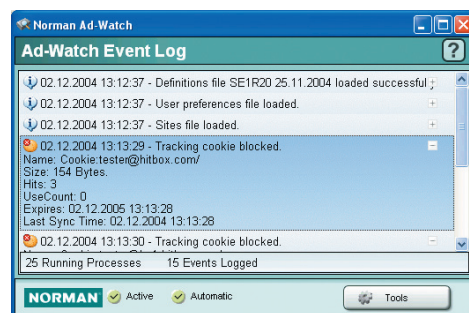 Norman Ad-Watch
Ad-Watch Event Log
?
02.12.2004 13:12:37 - Definitions file SE1R20 25.11.2004 loaded successful
02.12.2004 13:12:37 - User preferences file loaded.
02.12.2004 13:12:37 - Sites file loaded.
02.12.2004 13:13:29 - Tracking cookie blocked.
Name: Cookie:tester@hitbox.com/
Size: 154 Bytes.
Hits: 3
UseCount: 0
Expires: 02.12.2005 13:13:28
Last Sync Time: 02.12.2004 13:13:28
02.12.2004 13:13:30 - Tracking cookie blocked.
25 Running Processes 15 Events Logged
NORMAN Active Automatic Tools